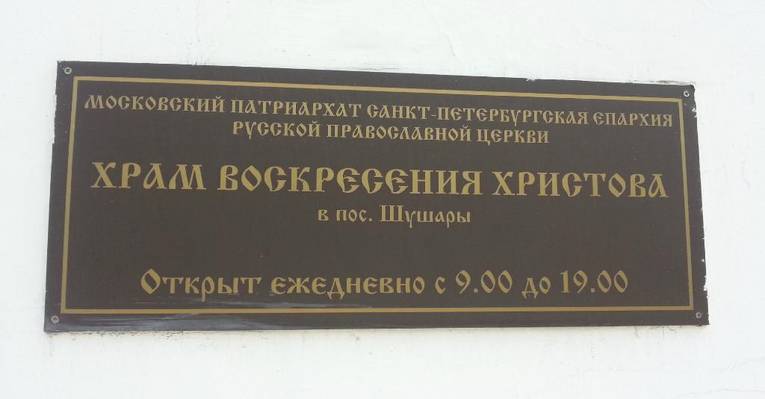 МОСКОВСКИЙ ПАТРИАРХАТ САНКТ-ПЕТЕРБУРГСКАЯ ЕПАРХИЯ
РУССКОЙ ПРАВОСЛАВНОЙ ЦЕРКВИ
ХРАМ ВОСКРЕСЕНИЯ ХРИСТОВА
в пос. Шушары
Открыт ежедневно с 9.00 до 19.00